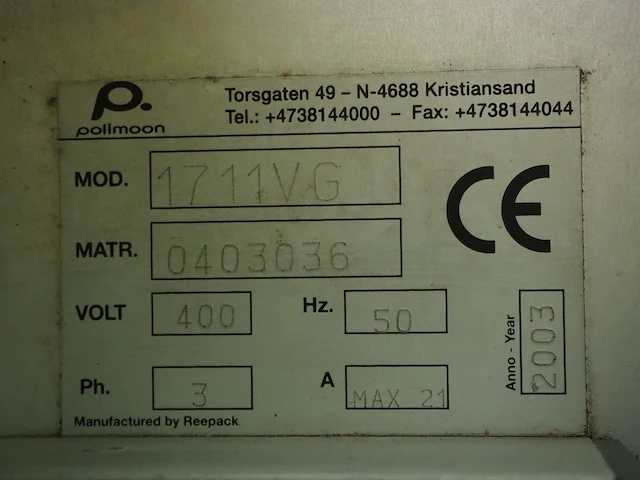 p.
polimoon
Torsgaten 49 – N-4688 Kristiansand
Tel.: +4738144000 – Fax: +4738144044
MOD. 1711VG
CE
MATR. 0403036
VOLT 400 Hz. 50
Anno - Year 2003
Ph. 3 A MAX 21
Manufactured by Reepack